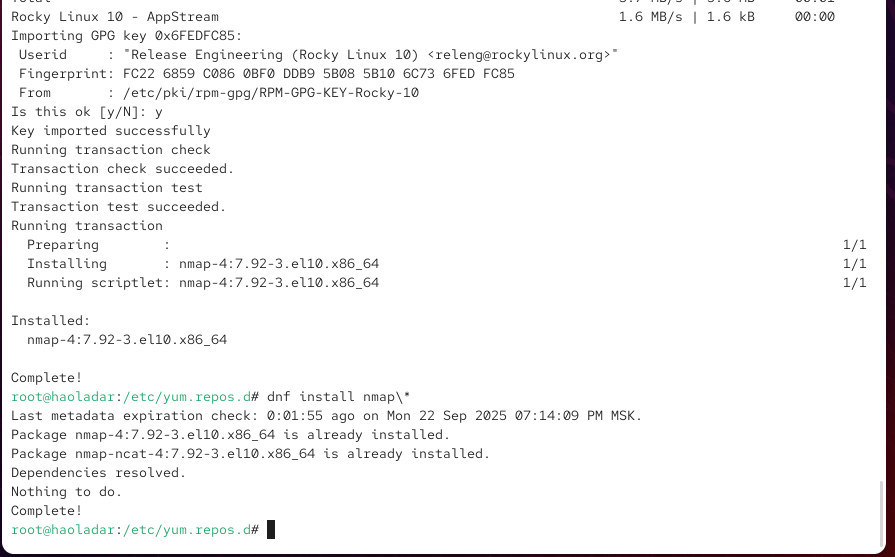 Rocky Linux 10 - AppStream 1.6 MB/s | 1.6 kB 00:00
Importing GPG key 0x6FEDFC85:
Userid : "Release Engineering (Rocky Linux 10) <releng@rockylinux.org>"
Fingerprint: FC22 6859 C086 0BF0 DDB9 5B08 5B10 6C73 6FED FC85
From : /etc/pki/rpm-gpg/RPM-GPG-KEY-Rocky-10
Is this ok [y/N]: y
Key imported successfully
Running transaction check
Transaction check succeeded.
Running transaction test
Transaction test succeeded.
Running transaction
Preparing : 1/1
Installing : nmap-4:7.92-3.el10.x86_64 1/1
Running scriptlet: nmap-4:7.92-3.el10.x86_64 1/1
Installed:
nmap-4:7.92-3.el10.x86_64
Complete!
root@haoladar:/etc/yum.repos.d# dnf install nmap\*
Last metadata expiration check: 0:01:55 ago on Mon 22 Sep 2025 07:14:09 PM MSK.
Package nmap-4:7.92-3.el10.x86_64 is already installed.
Package nmap-ncat-4:7.92-3.el10.x86_64 is already installed.
Dependencies resolved.
Nothing to do.
Complete!
root@haoladar:/etc/yum.repos.d#